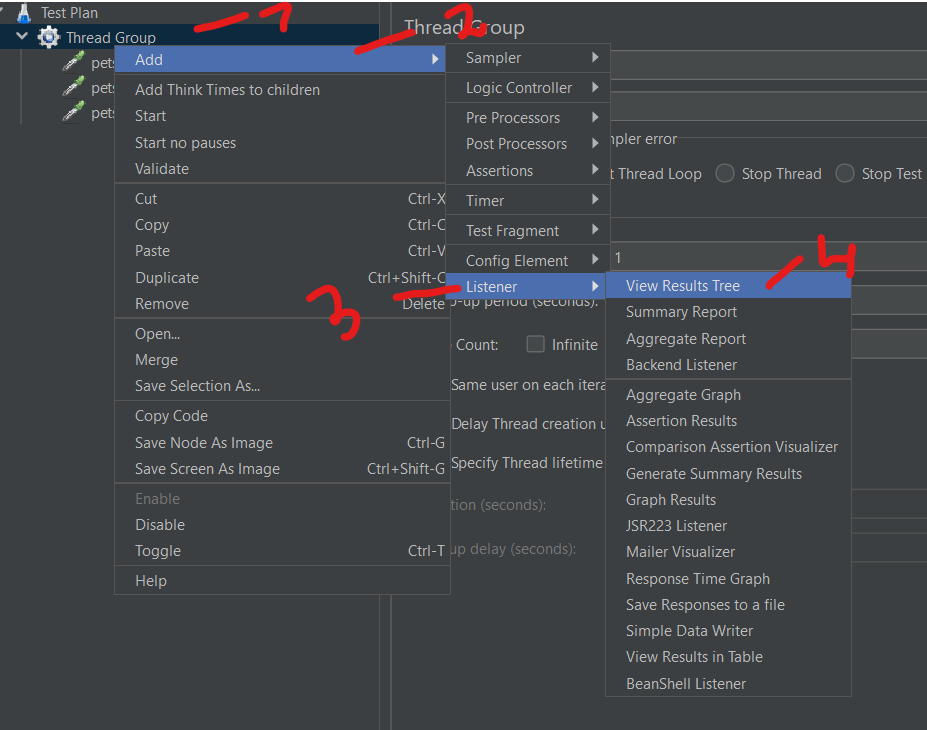 Test Plan
Thread Group
pets
pets
pets
1
2
3
4
Add
Add Think Times to children
Start
Start no pauses
Validate
Cut Ctrl-X
Copy Ctrl-C
Paste Ctrl-V
Duplicate Ctrl+Shift-C
Remove Delete
Open...
Merge
Save Selection As...
Copy Code
Save Node As Image Ctrl-G
Save Screen As Image Ctrl+Shift-G
Enable
Disable
Toggle Ctrl-T
Help
Thread Group
Sampler
Logic Controller
Pre Processors
Post Processors
Assertions
Timer
Test Fragment
Config Element
Listener
mpler error
t Thread Loop Stop Thread Stop Test
1
-up period (seconds):
Count: Infinite
Same user on each itera
Delay Thread creation u
Specify Thread lifetime
tion (seconds):
up delay (seconds):
View Results Tree
Summary Report
Aggregate Report
Backend Listener
Aggregate Graph
Assertion Results
Comparison Assertion Visualizer
Generate Summary Results
Graph Results
JSR223 Listener
Mailer Visualizer
Response Time Graph
Save Responses to a file
Simple Data Writer
View Results in Table
BeanShell Listener